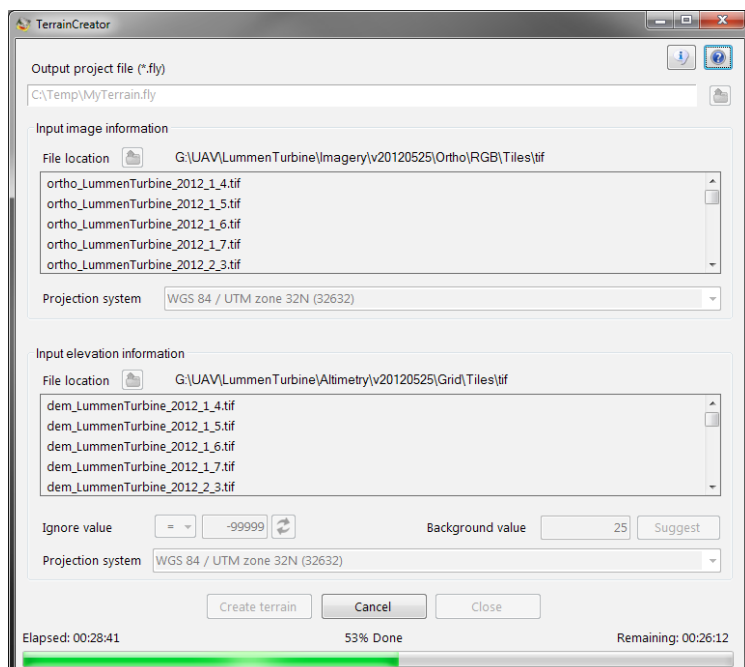 TerrainCreator
Output project file (*.fly)
C:\Temp\MyTerrain.fly
Input image information
File location G:\UAV\LummenTurbine\Imagery\v20120525\Ortho\RGB\Tiles\tif
ortho_LummenTurbine_2012_1_4.tif
ortho_LummenTurbine_2012_1_5.tif
ortho_LummenTurbine_2012_1_6.tif
ortho_LummenTurbine_2012_1_7.tif
ortho_LummenTurbine_2012_2_3.tif
Projection system WGS 84 / UTM zone 32N (32632)
Input elevation information
File location G:\UAV\LummenTurbine\Altimetry\v20120525\Grid\Tiles\tif
dem_LummenTurbine_2012_1_4.tif
dem_LummenTurbine_2012_1_5.tif
dem_LummenTurbine_2012_1_6.tif
dem_LummenTurbine_2012_1_7.tif
dem_LummenTurbine_2012_2_3.tif
Ignore value = -99999 Background value 25 Suggest
Projection system WGS 84 / UTM zone 32N (32632)
Create terrain Cancel Close
Elapsed: 00:28:41 53% Done Remaining: 00:26:12